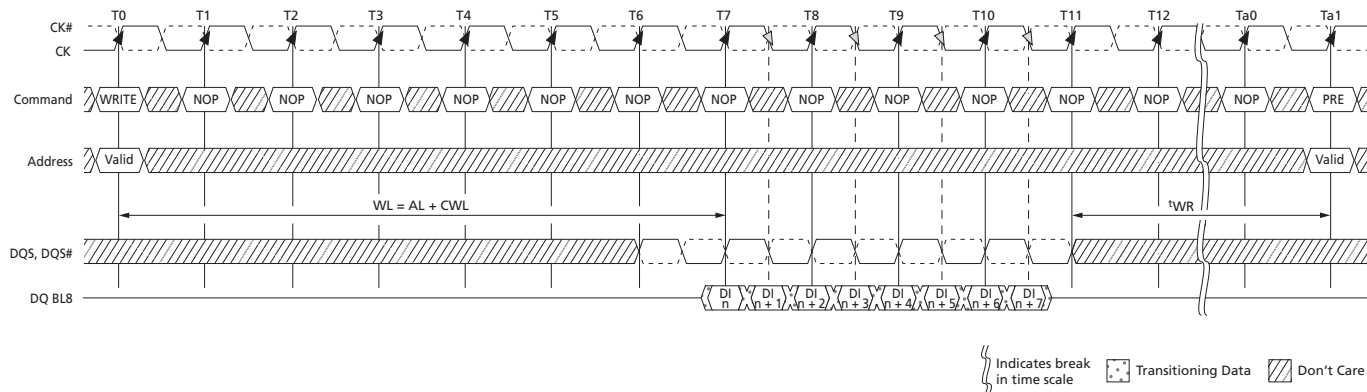 T0 T1 T2 T3 T4 T5 T6 T7 T8 T9 T10 T11 T12 Ta0 Ta1
CK#
CK
Command WRITE NOP NOP NOP NOP NOP NOP NOP NOP NOP NOP NOP NOP NOP PRE
Address Valid Valid
WL = AL + CWL tWR
DQS, DQS#
DQ BL8 DI n DI n + 1 DI n + 2 DI n + 3 DI n + 4 DI n + 5 DI n + 6 DI n + 7
Indicates break
in time scale
Transitioning Data
Don't Care